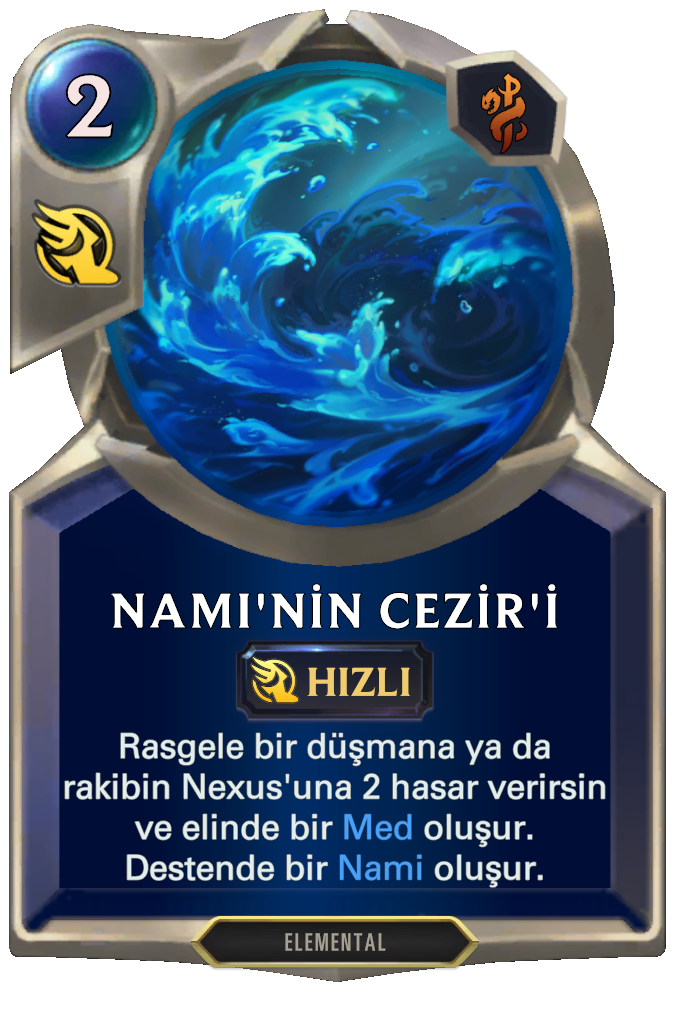 2
NAMI'NİN CEZİR'İ
HIZLI
Rasgele bir düşmana ya da
rakibin Nexus'una 2 hasar verirsin
ve elinde bir Med oluşur.
Destende bir Nami oluşur.
ELEMENTAL